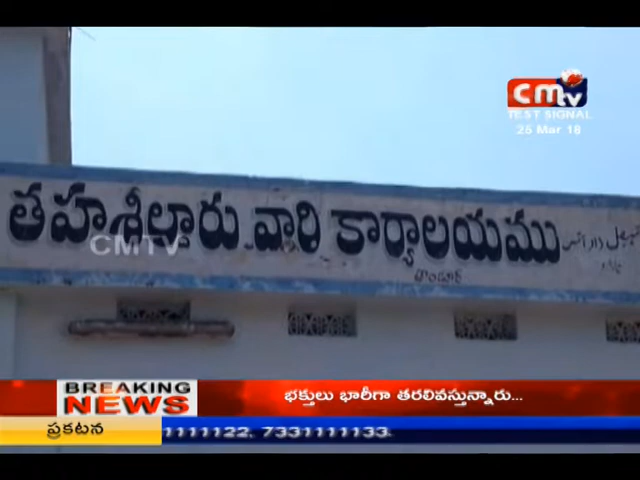 CMTV
TEST SIGNAL
25 Mar 18
తహశీల్దారు వారి కార్యాలయము
CMTV
BREAKING
NEWS
భక్తులు భారీగా తరలివస్తున్నారు...
ప్రకటన
1111122, 7331111133.